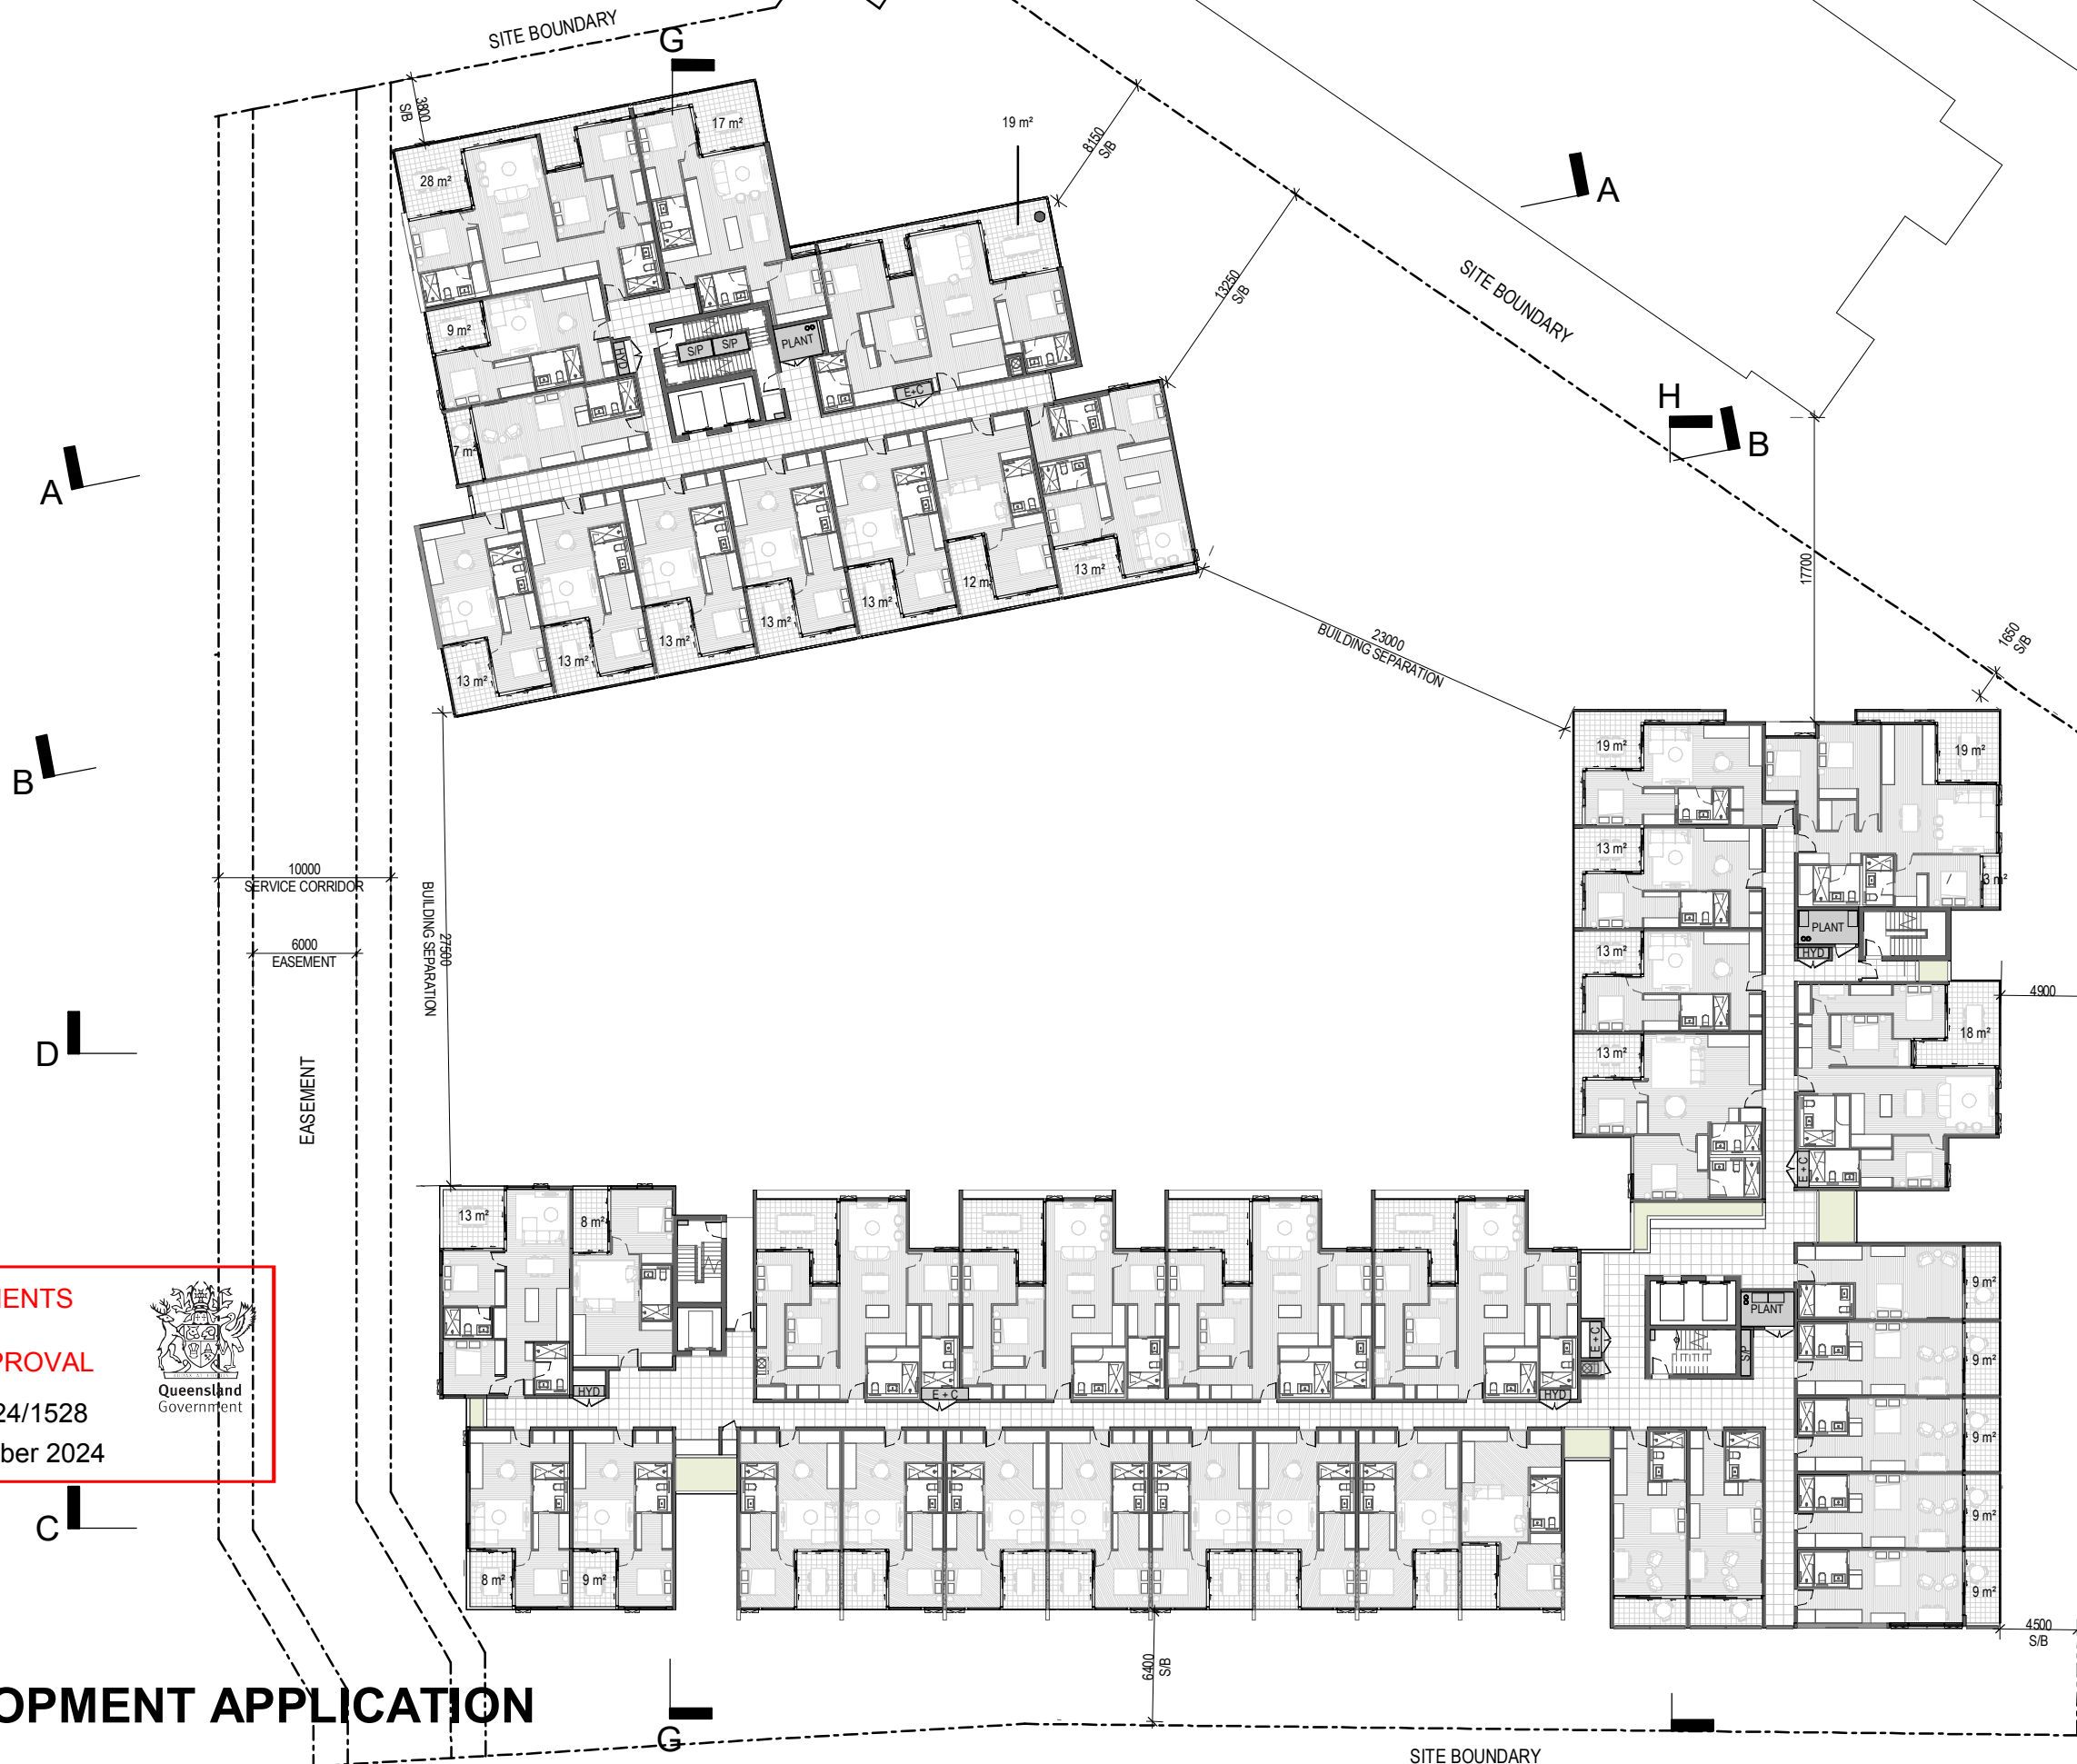 SITE BOUNDARY
G
3800
S/B
17 m²
19 m²
28 m²
8150
S/B
A
13250
S/B
SITE BOUNDARY
9 m²
HYD
S/P
S/P
PLANT
E+C
H
B
7 m²
A
17700
12 m²
13 m²
13 m²
13 m²
13 m²
13 m²
13 m²
23000
BUILDING SEPARATION
1650
S/B
B
19 m²
19 m²
13 m²
10000
SERVICE CORRIDOR
3 m²
PLANT
HYD
6000
EASEMENT
27500
BUILDING SEPARATION
13 m²
4900
D
18 m²
13 m²
EASEMENT
E+C
13 m²
8 m²
MENTS
PROVAL
Queensland
Government
24/1528
ber 2024
9 m²
PLANT
S/P
E+C
9 m²
HYD
E + C
HYD
9 m²
C
9 m²
8 m²
9 m²
9 m²
4500
S/B
6400
S/B
OPMENT APPLICATION
G
SITE BOUNDARY